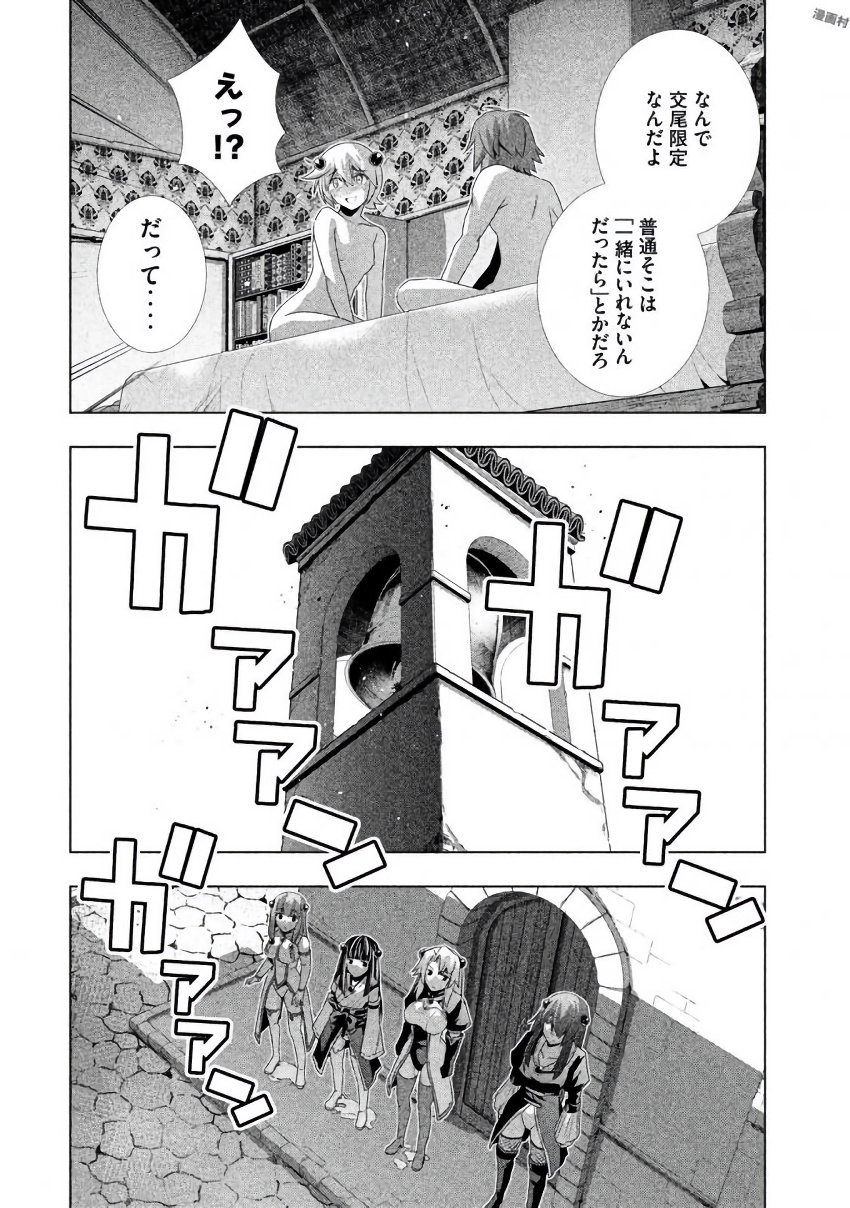 漫画村
なんで
交尾限定
なんだよ
普通そこは
「一緒にいれないん
だったら」とかだろ
えっ!?
だって・・・・
ガァアン
ガァアン
ガァアン